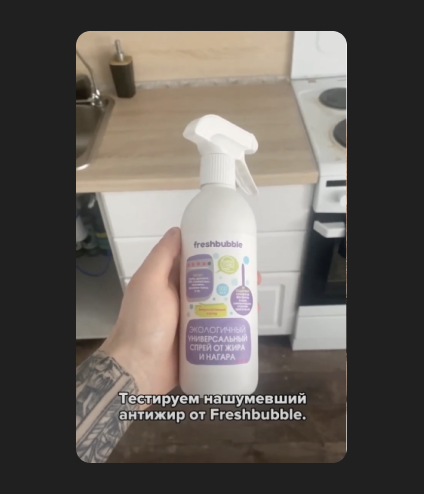 freshbubble
ЭКОЛОГИЧНЫЙ
УНИВЕРСАЛЬНЫЙ
СПРЕЙ ОТ ЖИРА
И НАГАРА
Тестируем нашумевший
антижир от Freshbubble.